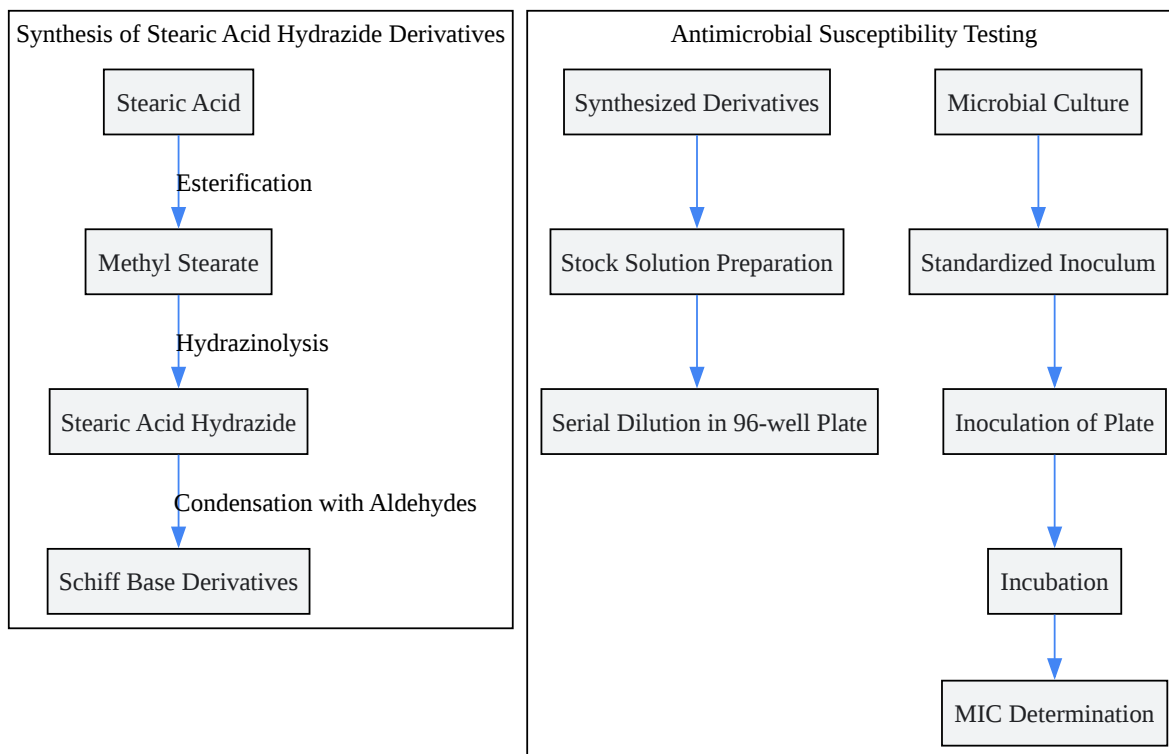 Synthesis of Stearic Acid Hydrazide Derivatives
Stearic Acid
Esterification
Methyl Stearate
Hydrazinolysis
Stearic Acid Hydrazide
Condensation with Aldehydes
Schiff Base Derivatives
Antimicrobial Susceptibility Testing
Synthesized Derivatives
Stock Solution Preparation
Serial Dilution in 96-well Plate
Microbial Culture
Standardized Inoculum
Inoculation of Plate
Incubation
MIC Determination